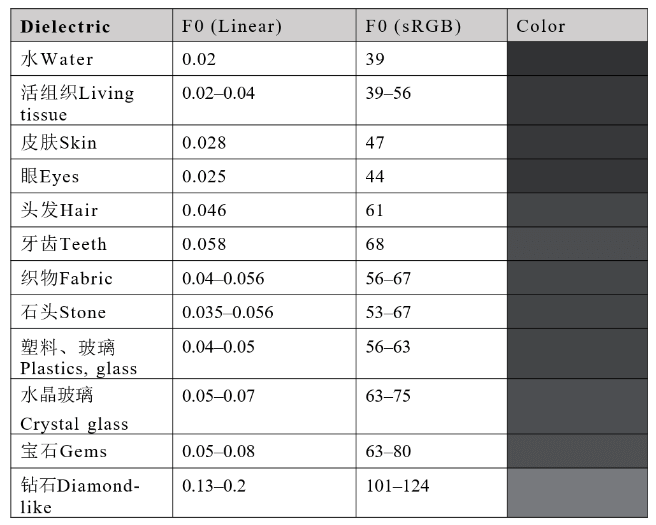 Dielectric F0 (Linear) F0 (sRGB) Color
水Water 0.02 39
活组织Living 0.02–0.04 39–56
tissue
皮肤Skin 0.028 47
眼Eyes 0.025 44
头发Hair 0.046 61
牙齿Teeth 0.058 68
织物Fabric 0.04–0.056 56–67
石头Stone 0.035–0.056 53–67
塑料、玻璃 0.04–0.05 56–63
Plastics, glass
水晶玻璃 0.05–0.07 63–75
Crystal glass
宝石Gems 0.05–0.08 63–80
钻石Diamond- 0.13–0.2 101–124
like